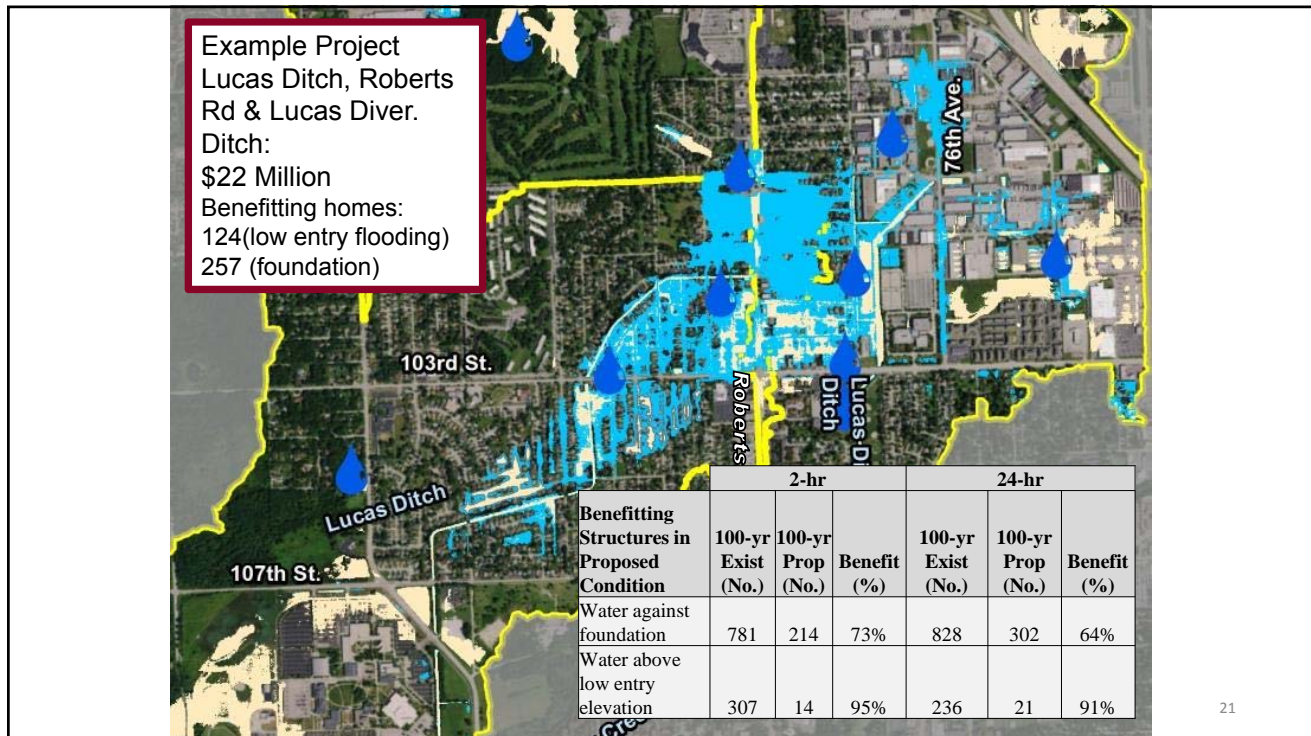 Example Project
Lucas Ditch, Roberts
Rd & Lucas Diver.
Ditch:
$22 Million
Benefitting homes:
124(low entry flooding)
257 (foundation)
76th Ave.
103rd St.
Roberts
Lucas Di
Ditch
Lucas Ditch
107th St.
Cre
2-hr 24-hr
Benefitting
Structures in 100-yr 100-yr 100-yr 100-yr
Proposed Exist Prop Benefit Exist Prop Benefit
Condition (No.) (No.) (%) (No.) (No.) (%)
Water against
foundation 781 214 73% 828 302 64%
Water above
low entry
elevation 307 14 95% 236 21 91%
21